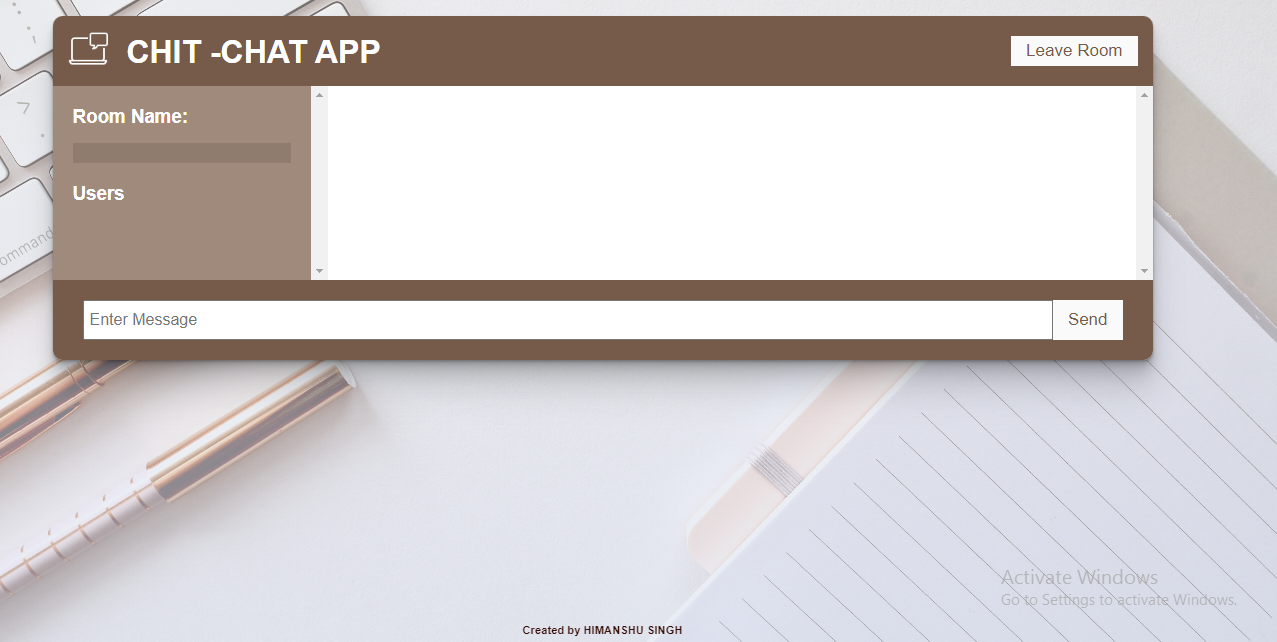 CHIT -CHAT APP
Leave Room
Room Name:
Users
ommand
Enter Message
Send
Activate Windows
Go to Settings to activate Windows.
Created by HIMANSHU SINGH